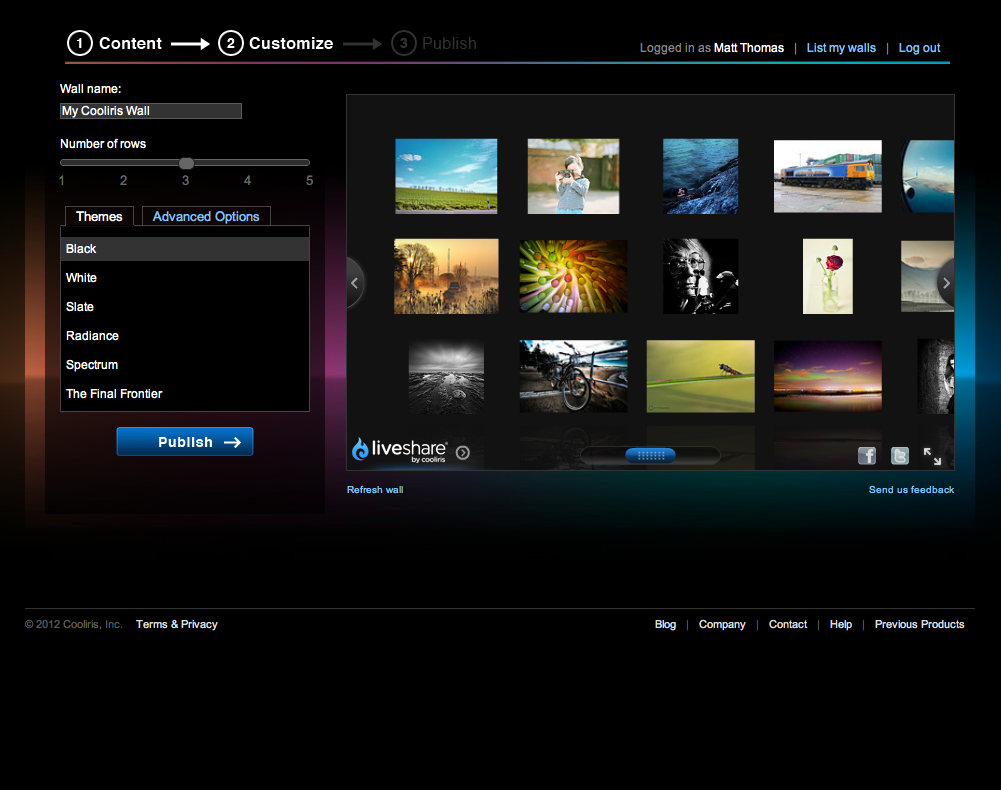 1 Content 2 Customize 3 Publish
Logged in as Matt Thomas | List my walls | Log out
Wall name:
My Cooliris Wall
Number of rows
1 2 3 4 5
Themes Advanced Options
Black
White
Slate
Radiance
Spectrum
The Final Frontier
Publish
liveshare
by cooliris
Refresh wall Send us feedback
© 2012 Cooliris, Inc. Terms & Privacy
Blog | Company | Contact | Help | Previous Products